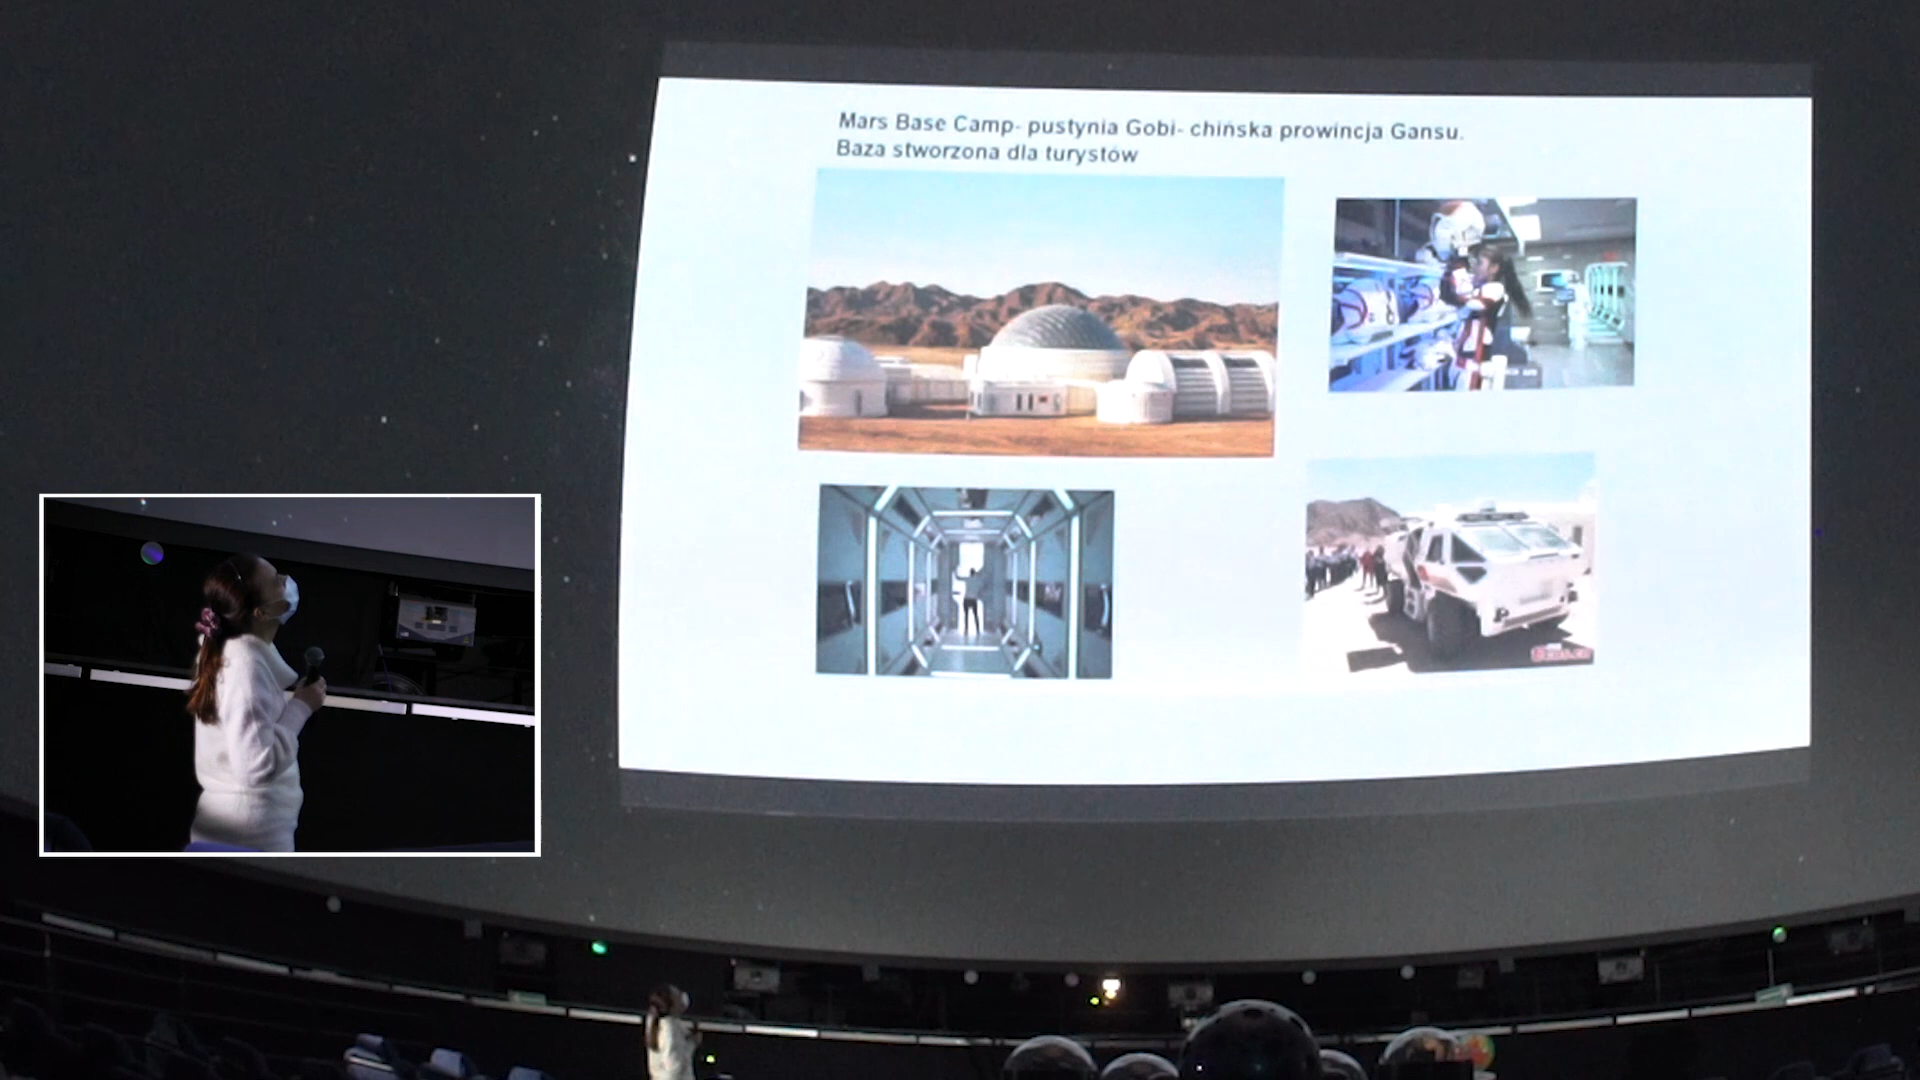 Mars Base Camp- pustynia Gobi- chińska prowincja Gansu.
Baza stworzona dla turystów